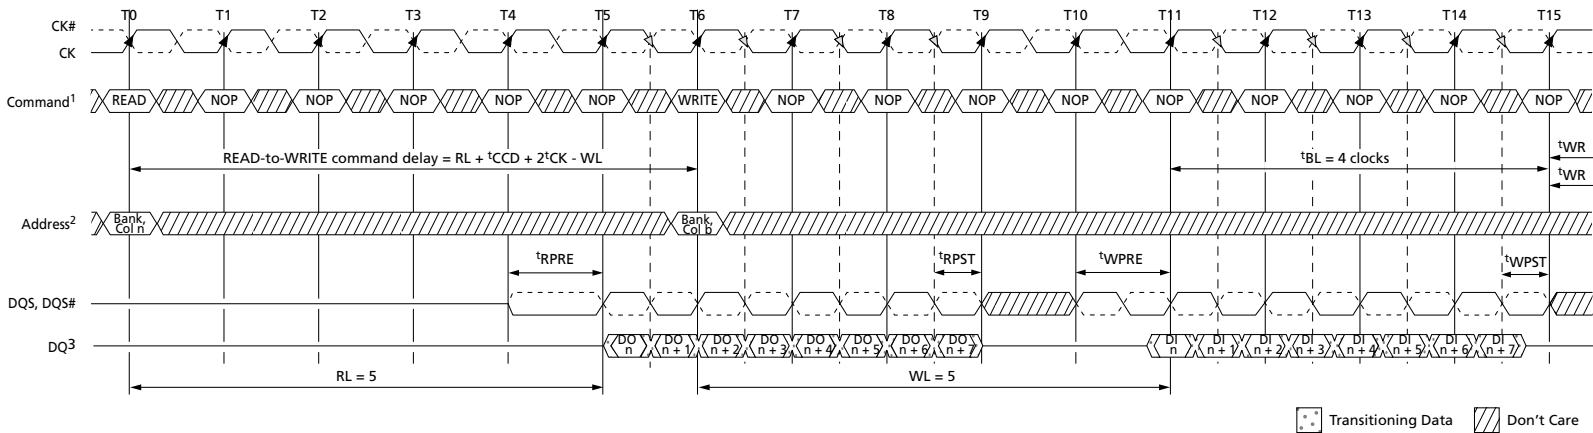 T0 T1 T2 T3 T4 T5 T6 T7 T8 T9 T10 T11 T12 T13 T14 T15
CK#
CK
Command1 READ NOP NOP NOP NOP NOP WRITE NOP NOP NOP NOP NOP NOP NOP NOP NOP
READ-to-WRITE command delay = RL + tCCD + 2tCK - WL
tBL = 4 clocks
tWR
tWR
Address2 Bank, Col n Bank, Col b
tRPRE tRPST tWPRE tWPST
DQS, DQS#
DQ3 DO n DO n + 1 DO n + 2 DO n + 3 DO n + 4 DO n + 5 DO n + 6 DO n + 7 DI n DI n + 1 DI n + 2 DI n + 3 DI n + 4 DI n + 5 DI n + 6 DI n + 7
RL = 5 WL = 5
Transitioning Data Don't Care